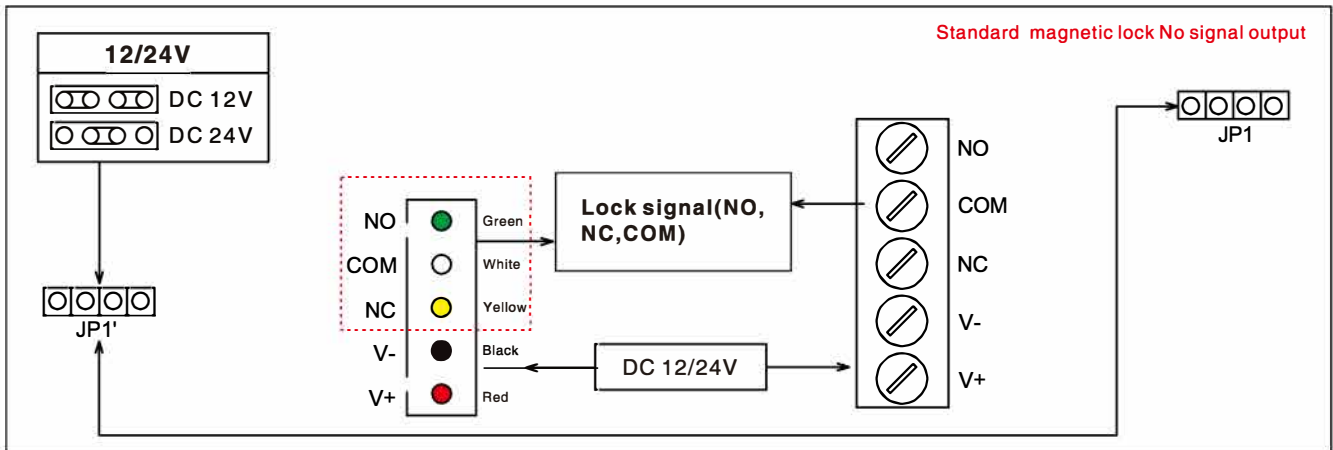 Standard magnetic lock No signal output
12/24V
DC 12V
DC 24V
JP1'
NO Green
COM White
NC Yellow
V- Black
V+ Red
Lock signal(NO,
NC,COM)
DC 12/24V
NO
COM
NC
V-
V+
JP1